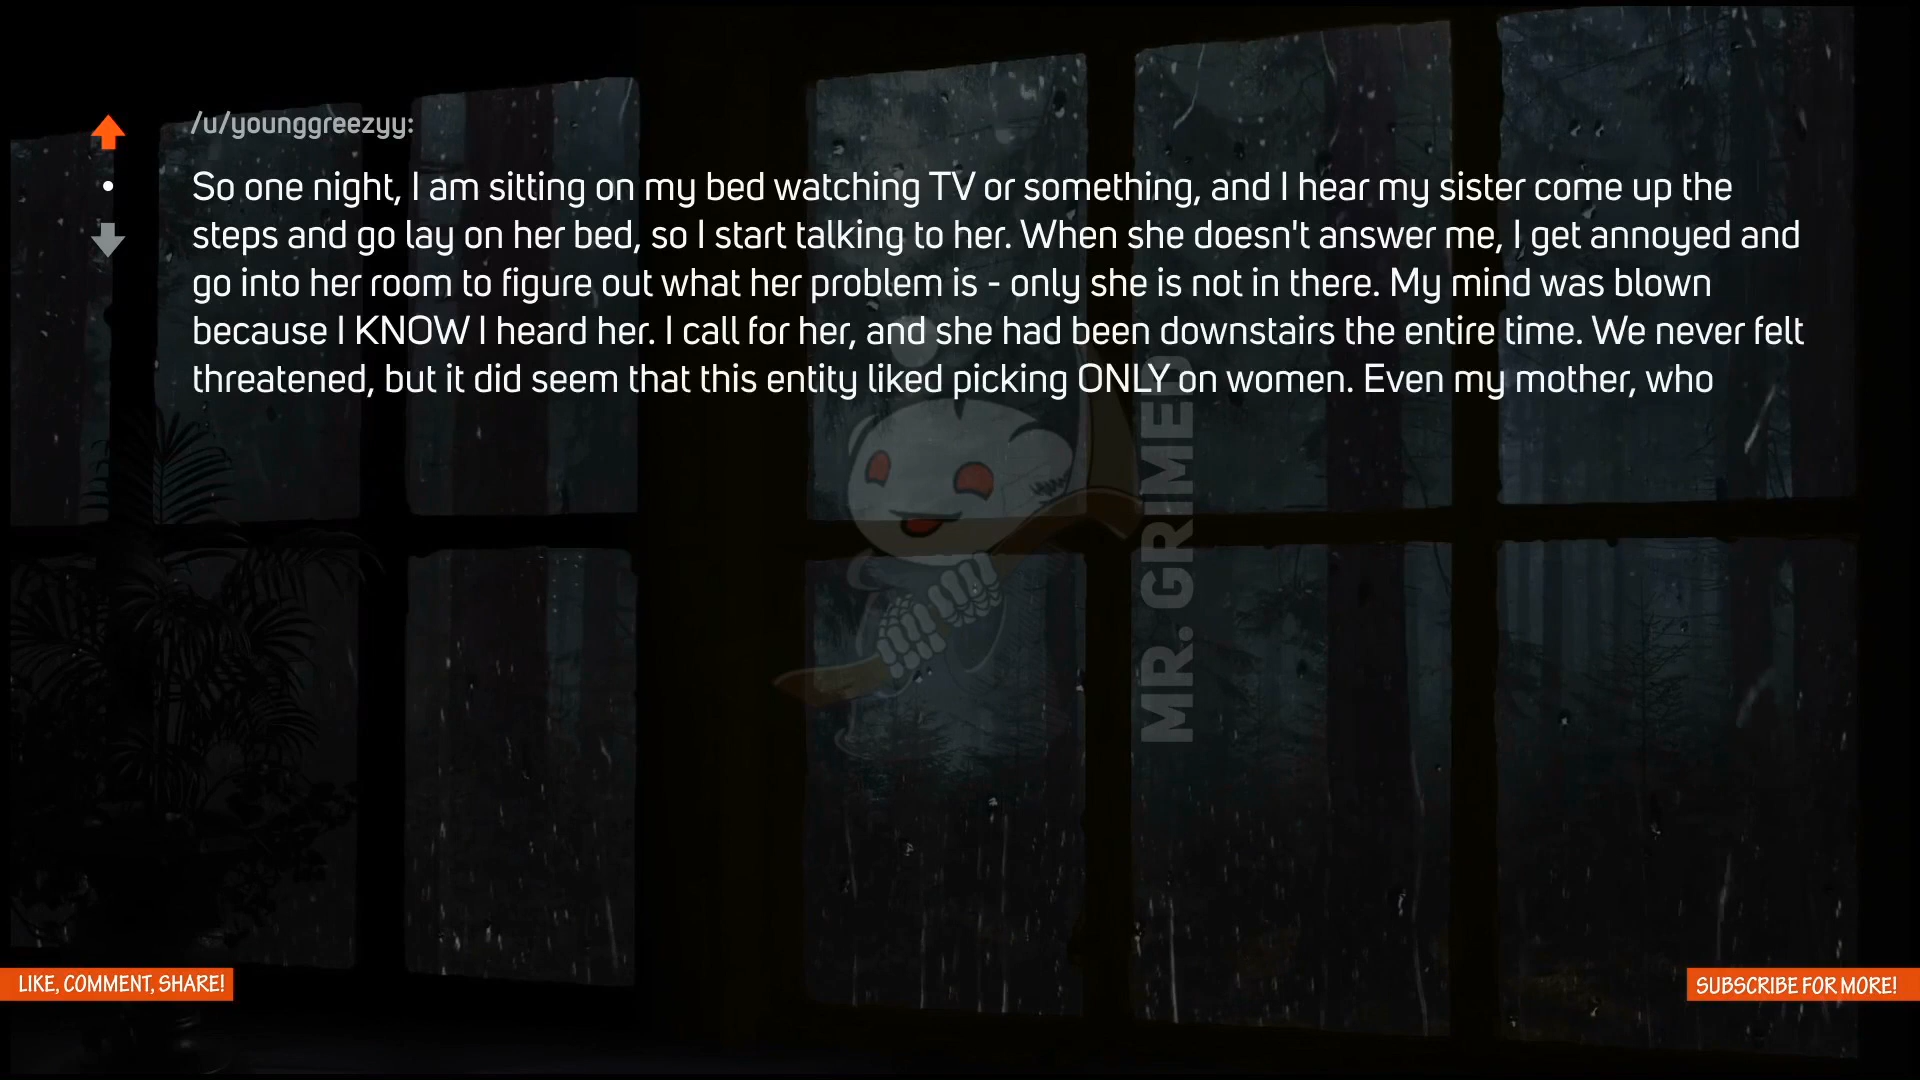 /u/younggreezyy:
So one night, I am sitting on my bed watching TV or something, and I hear my sister come up the
steps and go lay on her bed, so I start talking to her. When she doesn't answer me, I get annoyed and
go into her room to figure out what her problem is - only she is not in there. My mind was blown
because I KNOW I heard her. I call for her, and she had been downstairs the entire time. We never felt
threatened, but it did seem that this entity liked picking ONLY on women. Even my mother, who
MR. GRIMED
LIKE, COMMENT, SHARE!
SUBSCRIBE FOR MORE!